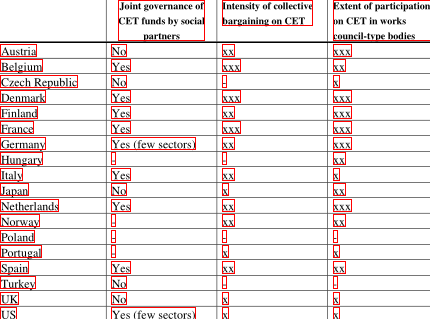 Joint governance of CET funds by social partners | Intensity of collective bargaining on CET | Extent of participation on CET in works council-type bodies
Austria No xx xxx
Belgium Yes xxx xx
Czech Republic No - x
Denmark Yes xxx xxx
Finland Yes xx xxx
France Yes xxx xxx
Germany Yes (few sectors) xx xxx
Hungary - - xx
Italy Yes xx x
Japan No x xx
Netherlands Yes xx xxx
Norway - xx xx
Poland - - -
Portugal - x x
Spain Yes xx xx
Turkey No - -
UK No x x
US Yes (few sectors) x x